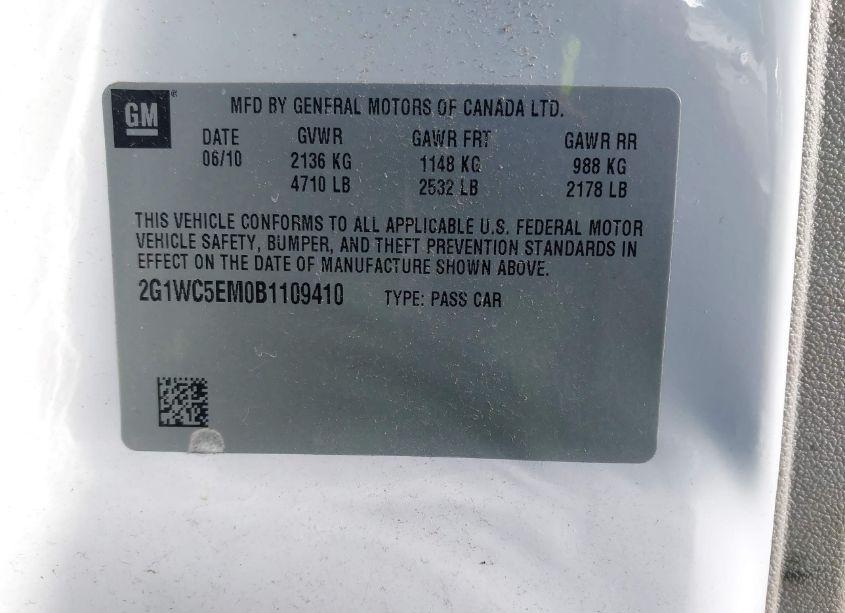 GM ® MFD BY GENERAL MOTORS OF CANADA LTD.
DATE GVWR GAWR FRT GAWR RR
06/10 2136 KG 1148 KG 988 KG
4710 LB 2532 LB 2178 LB
THIS VEHICLE CONFORMS TO ALL APPLICABLE U.S. FEDERAL MOTOR
VEHICLE SAFETY, BUMPER, AND THEFT PREVENTION STANDARDS IN
EFFECT ON THE DATE OF MANUFACTURE SHOWN ABOVE.
2G1WC5EM0B1109410 TYPE: PASS CAR